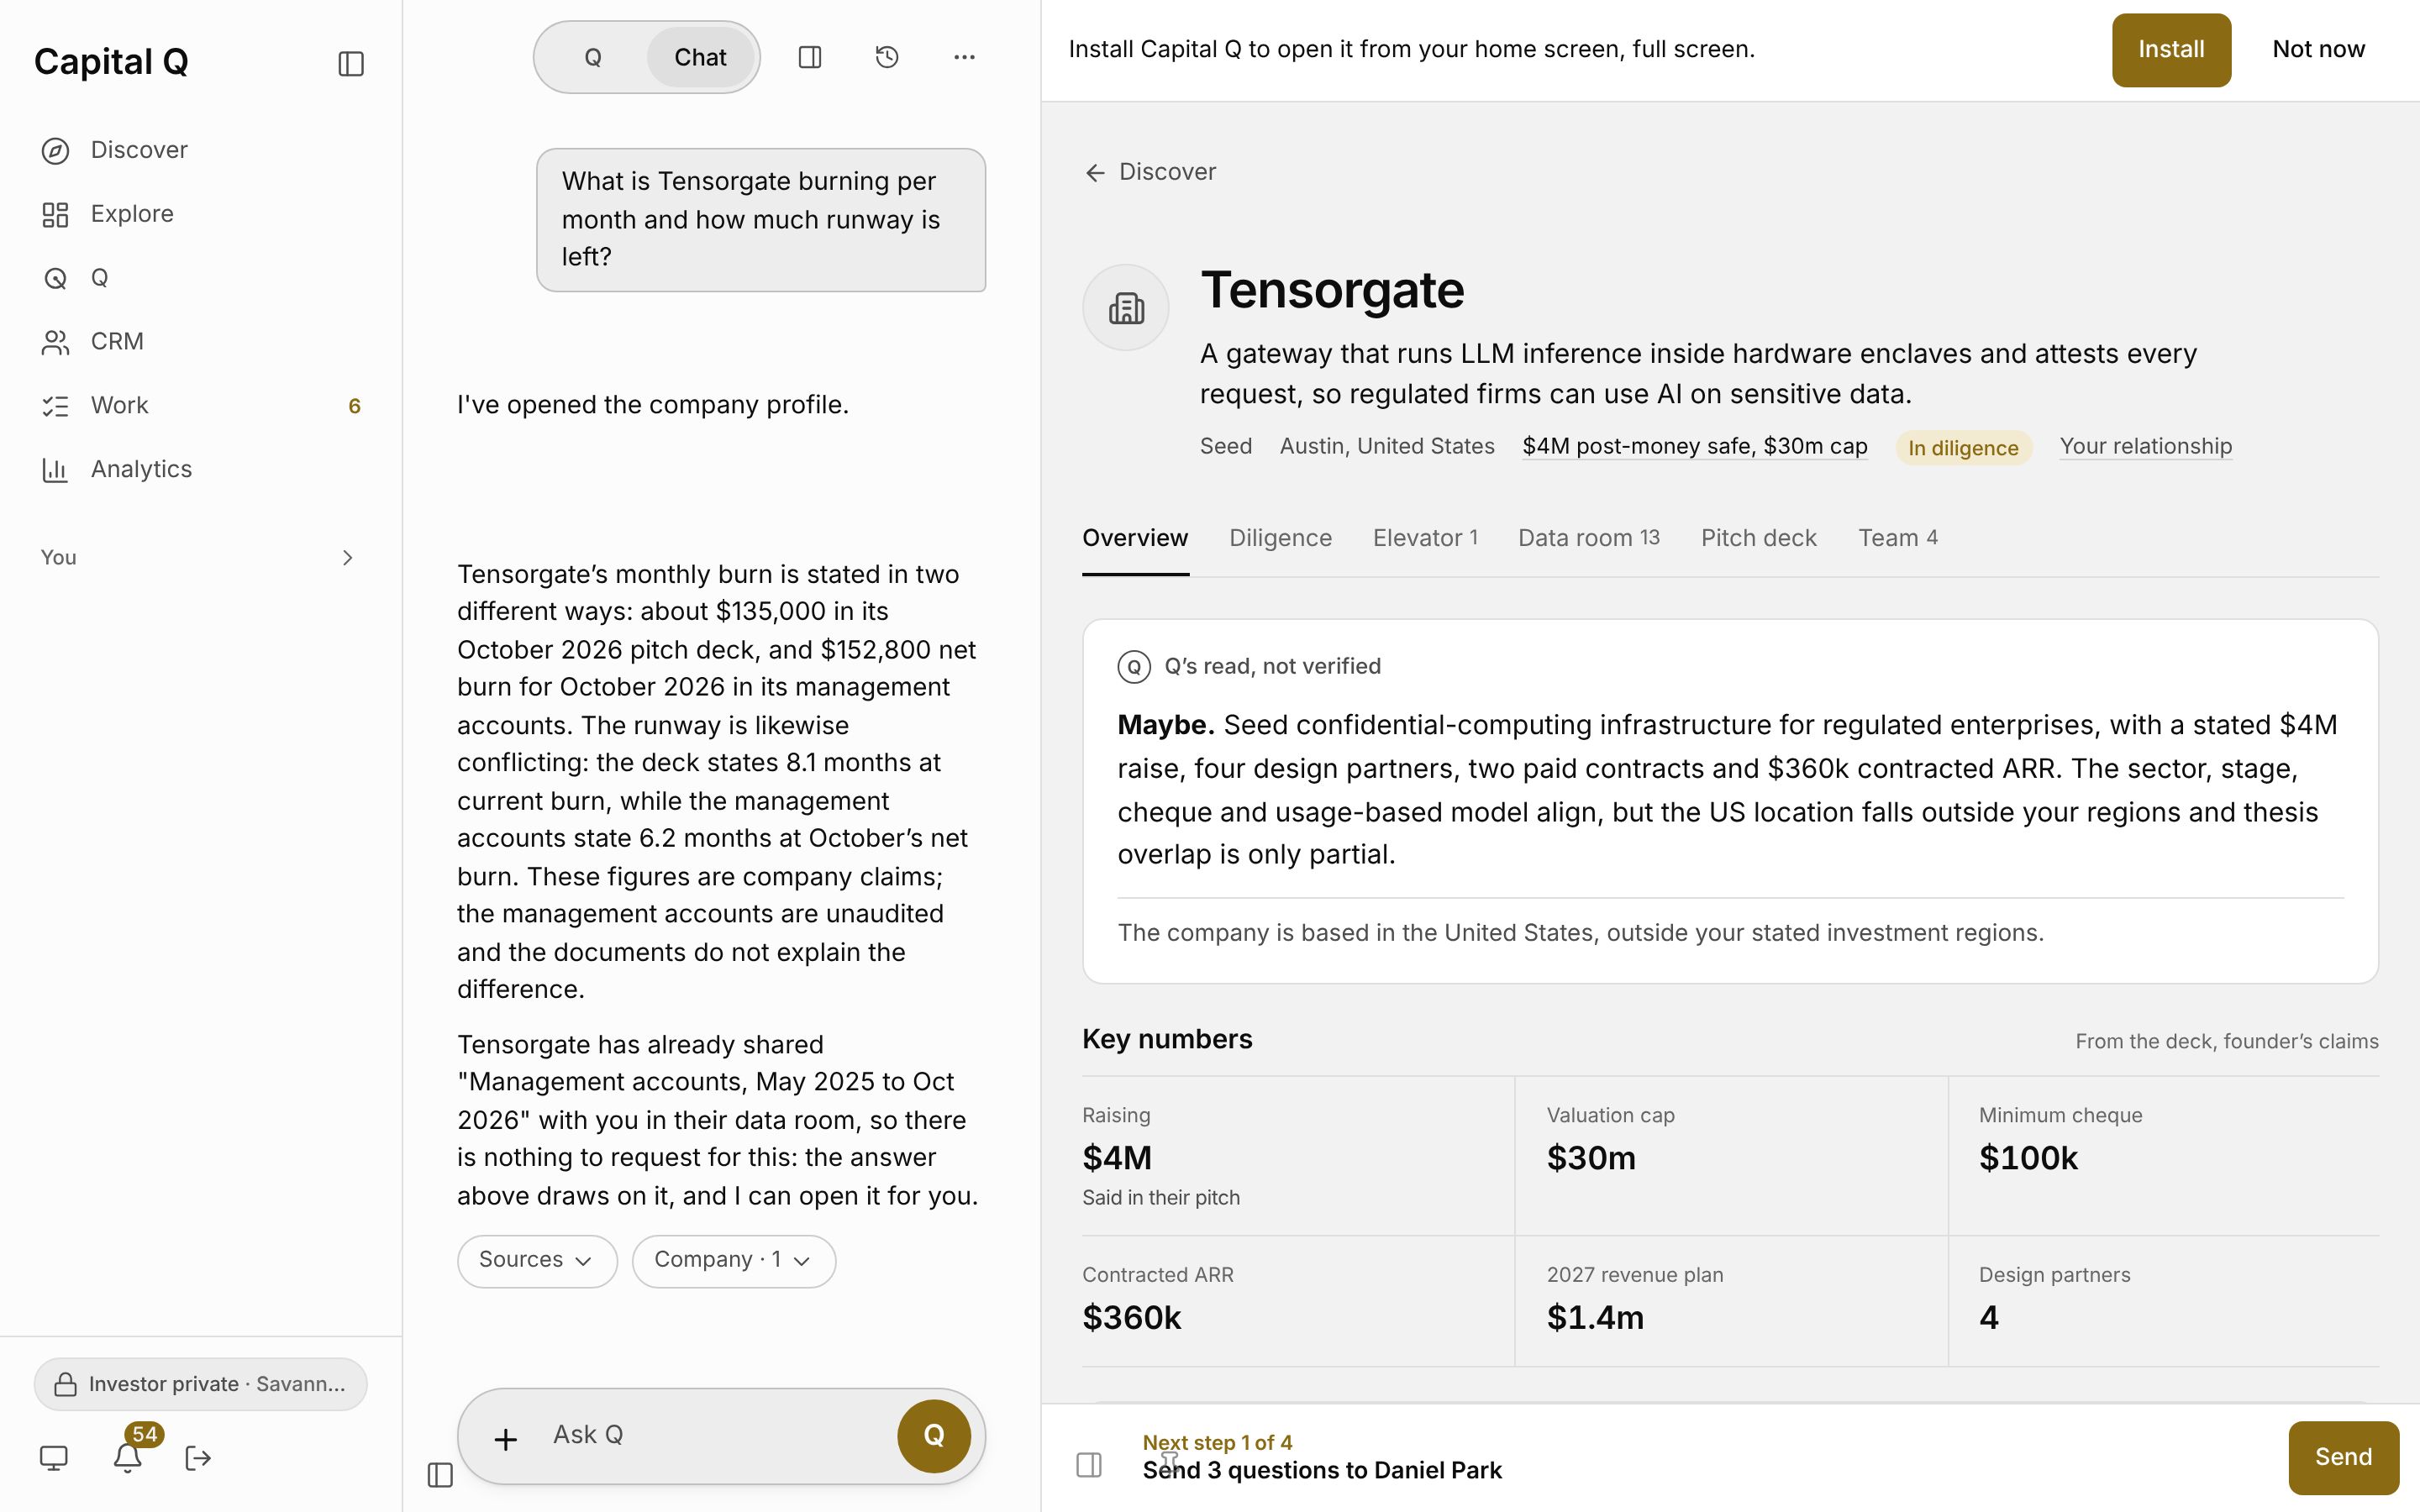 Capital Q
Discover
Explore
Q
CRM
Work 6
Analytics
You
Investor private · Savann...
54
Q Chat
What is Tensorgate burning per
month and how much runway is
left?
I've opened the company profile.
Tensorgate’s monthly burn is stated in two
different ways: about $135,000 in its
October 2026 pitch deck, and $152,800 net
burn for October 2026 in its management
accounts. The runway is likewise
conflicting: the deck states 8.1 months at
current burn, while the management
accounts state 6.2 months at October’s net
burn. These figures are company claims;
the management accounts are unaudited
and the documents do not explain the
difference.
Tensorgate has already shared
"Management accounts, May 2025 to Oct
2026" with you in their data room, so there
is nothing to request for this: the answer
above draws on it, and I can open it for you.
Sources Company · 1
Ask Q Q
Install Capital Q to open it from your home screen, full screen. Install Not now
Discover
Tensorgate
A gateway that runs LLM inference inside hardware enclaves and attests every
request, so regulated firms can use AI on sensitive data.
Seed Austin, United States $4M post-money safe, $30m cap In diligence Your relationship
Overview Diligence Elevator 1 Data room 13 Pitch deck Team 4
Q Q’s read, not verified
Maybe. Seed confidential-computing infrastructure for regulated enterprises, with a stated $4M
raise, four design partners, two paid contracts and $360k contracted ARR. The sector, stage,
cheque and usage-based model align, but the US location falls outside your regions and thesis
overlap is only partial.
The company is based in the United States, outside your stated investment regions.
Key numbers From the deck, founder’s claims
Raising Valuation cap Minimum cheque
$4M $30m $100k
Said in their pitch
Contracted ARR 2027 revenue plan Design partners
$360k $1.4m 4
Next step 1 of 4
Send 3 questions to Daniel Park
Send